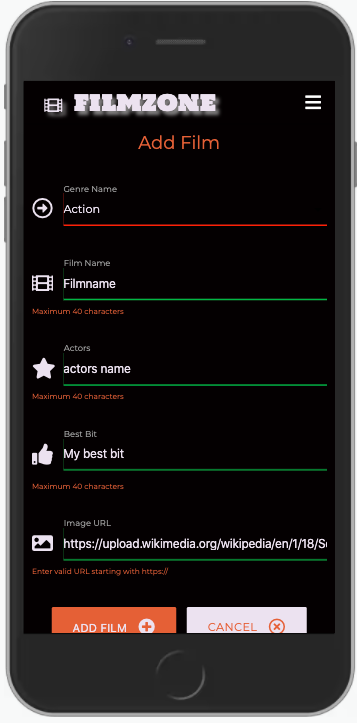 FILMZONE
Add Film
Genre Name
Action
Film Name
Filmname
Maximum 40 characters
Actors
actors name
Maximum 40 characters
Best Bit
My best bit
Maximum 40 characters
Image URL
https://upload.wikimedia.org/wikipedia/en/1/18/S
Enter valid URL starting with https://
ADD FILM
CANCEL